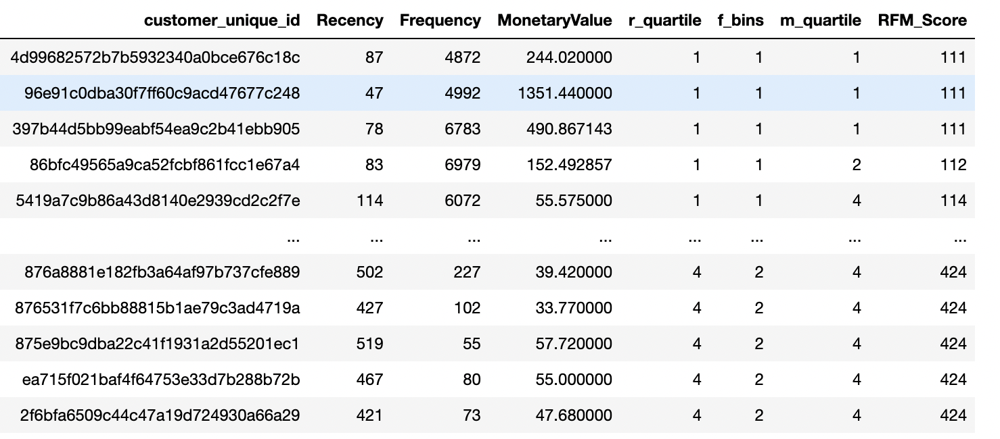 customer_unique_id Recency Frequency MonetaryValue r_quartile f_bins m_quartile RFM_Score
4d99682572b7b5932340a0bce676c18c 87 4872 244.020000 1 1 1 111
96e91c0dba30f7ff60c9acd47677c248 47 4992 1351.440000 1 1 1 111
397b44d5bb99eabf54ea9c2b41ebb905 78 6783 490.867143 1 1 1 111
86bfc49565a9ca52fcbf861fcc1e67a4 83 6979 152.492857 1 1 2 112
5419a7c9b86a43d8140e2939cd2c2f7e 114 6072 55.575000 1 1 4 114
... ... ... ... ... ... ... ...
876a8881e182fb3a64af97b737cfe889 502 227 39.420000 4 2 4 424
876531f7c6bb88815b1ae79c3ad4719a 427 102 33.770000 4 2 4 424
875e9bc9dba22c41f1931a2d55201ec1 519 55 57.720000 4 2 4 424
ea715f021baf4f64753e33d7b288b72b 467 80 55.000000 4 2 4 424
2f6bfa6509c44c47a19d724930a66a29 421 73 47.680000 4 2 4 424